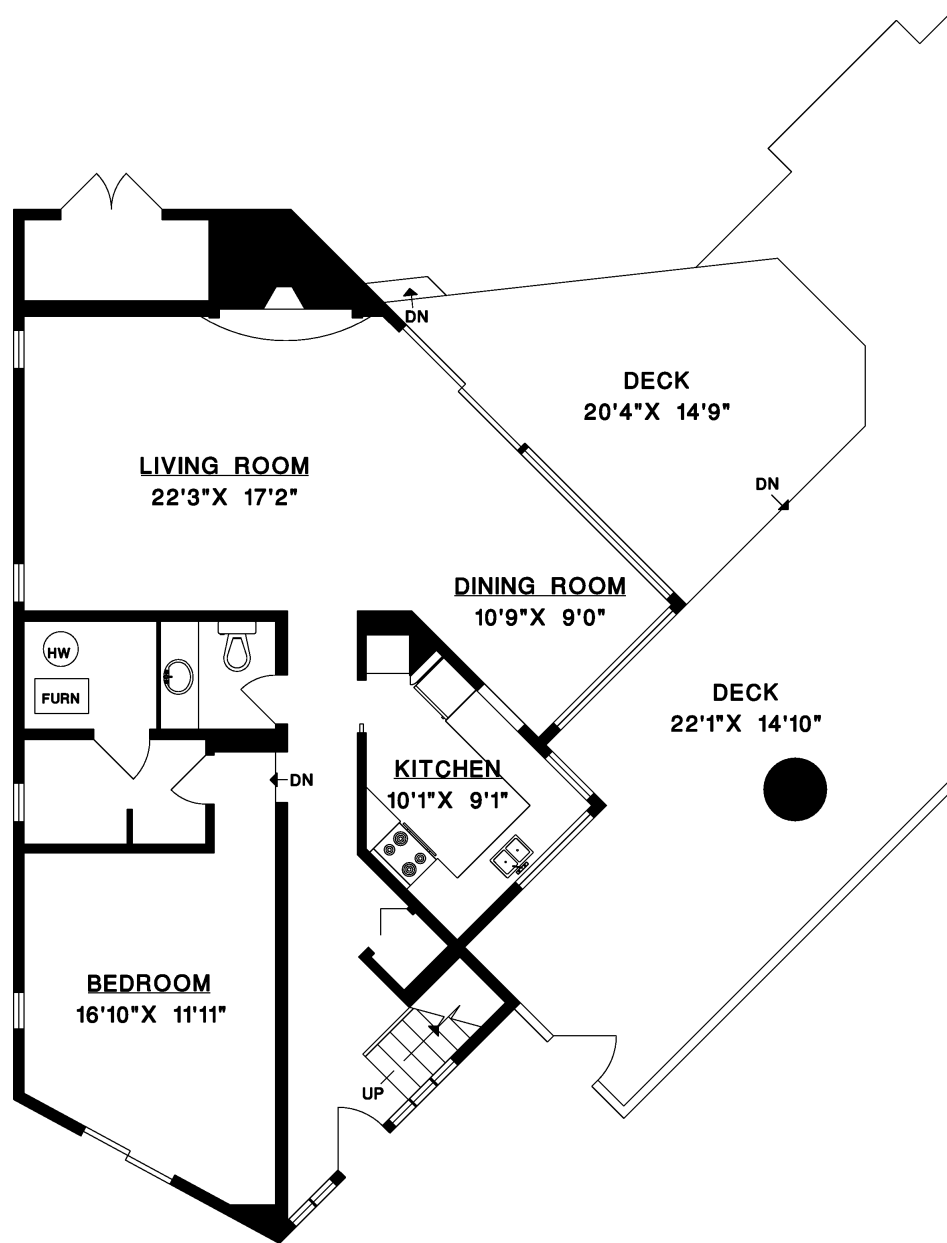 DN
DECK
20'4"X 14'9"
LIVING ROOM
22'3"X 17'2"
DN
DINING ROOM
10'9"X 9'0"
HW
FURN
DECK
22'1"X 14'10"
KITCHEN
10'1"X 9'1"
DN
BEDROOM
16'10"X 11'11"
UP